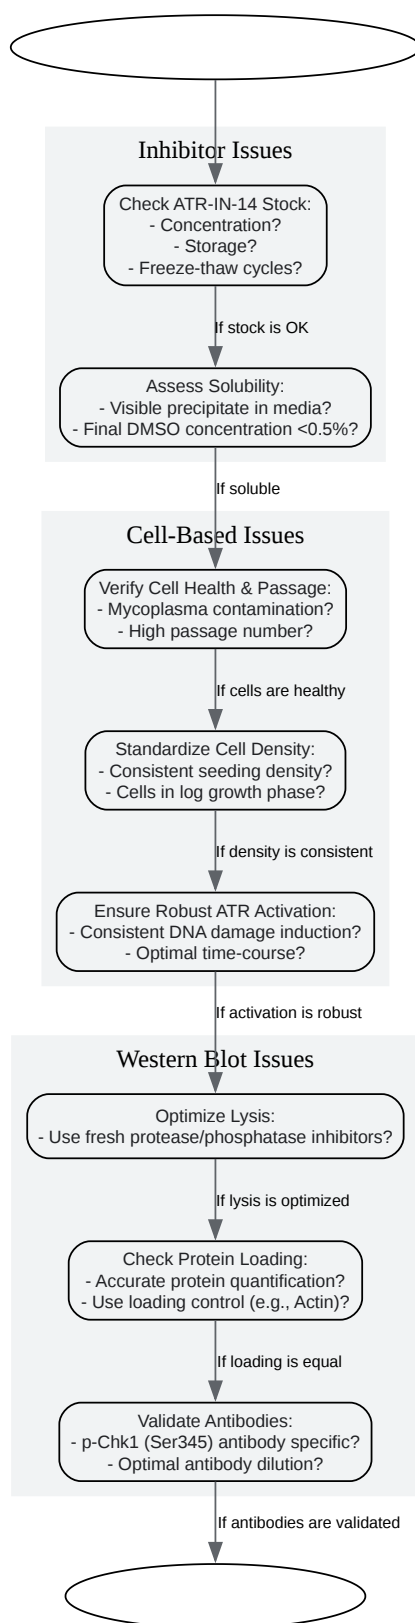 Inhibitor Issues
Check ATR-IN-14 Stock:
- Concentration?
- Storage?
- Freeze-thaw cycles?
If stock is OK
Assess Solubility:
- Visible precipitate in media?
- Final DMSO concentration <0.5%?
If soluble
Cell-Based Issues
Verify Cell Health & Passage:
- Mycoplasma contamination?
- High passage number?
If cells are healthy
Standardize Cell Density:
- Consistent seeding density?
- Cells in log growth phase?
If density is consistent
Ensure Robust ATR Activation:
- Consistent DNA damage induction?
- Optimal time-course?
If activation is robust
Western Blot Issues
Optimize Lysis:
- Use fresh protease/phosphatase inhibitors?
If lysis is optimized
Check Protein Loading:
- Accurate protein quantification?
- Use loading control (e.g., Actin)?
If loading is equal
Validate Antibodies:
- p-Chk1 (Ser345) antibody specific?
- Optimal antibody dilution?
If antibodies are validated